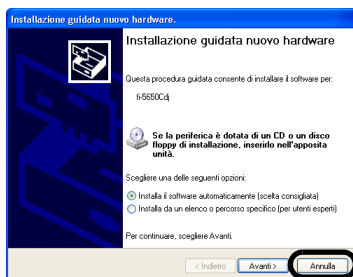 Installazione guidata nuovo hardware.
Installazione guidata nuovo hardware
Questa procedura guidata consente di installare il software per:
fi-5650Cdj
Se la periferica è dotata di un CD o un disco
floppy di installazione, inserirlo nell'apposita
unità.
Scegliere una delle seguenti opzioni:
Installa il software automaticamente (scelta consigliata)
Installa da un elenco o percorso specifico (per utenti esperti)
Per continuare, scegliere Avanti.
< Indietro Avanti > Annulla